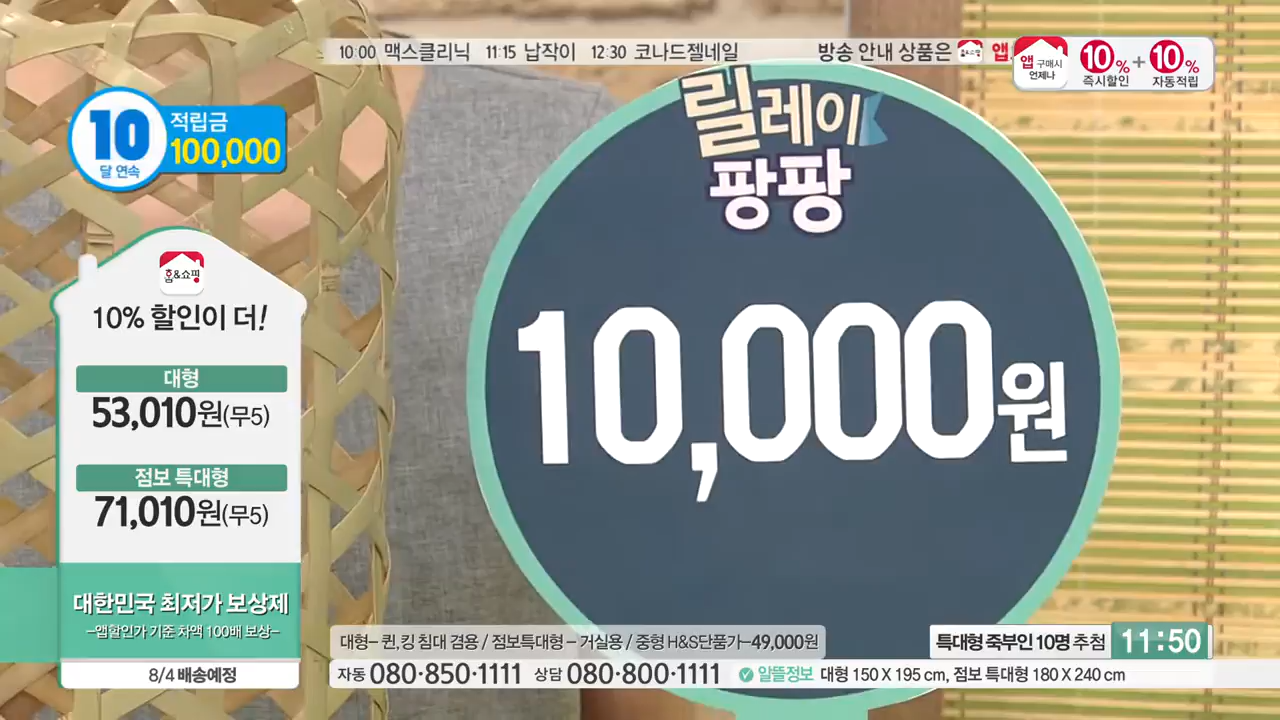 10:00 맥스클리닉 11:15 납작이 12:30 코나드젤네일
방송 안내 상품은 홈&쇼핑 앱
앱 구매시 언제나
10% 즉시할인 + 10% 자동적립
10 달 연속
적립금
100,000
릴레이
팡팡
10,000원
홈&쇼핑
10% 할인이 더!
대형
53,010원(무5)
점보 특대형
71,010원(무5)
대한민국 최저가 보상제
-앱할인가 기준 차액 100배 보상-
8/4 배송예정
대형- 퀸,킹 침대 겸용 / 점보특대형 - 거실용 / 중형 H&S단품가-49,000원
특대형 죽부인 10명 추첨 11:50
자동 080·850·1111 상담 080·800·1111
알뜰정보 대형 150 X 195 cm, 점보 특대형 180 X 240 cm